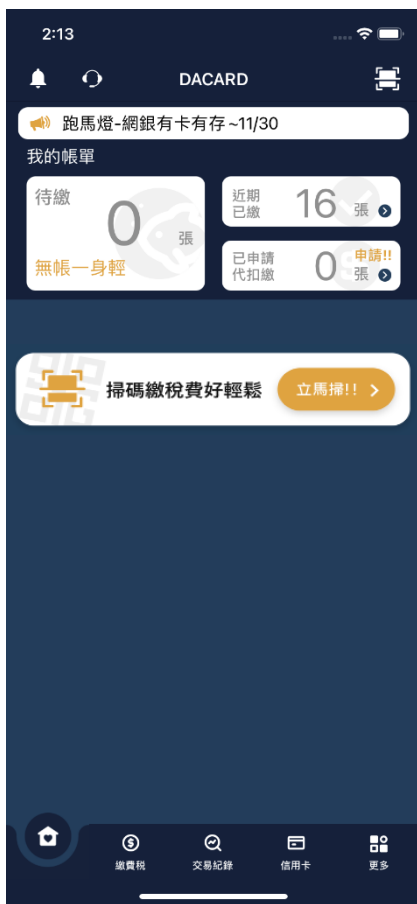 2:13
DACARD
跑馬燈-網銀有卡有存~11/30
我的帳單
待繳
0 張
無帳一身輕
近期
已繳
16 張
已申請
代扣繳
0 張
申請!!
掃碼繳稅費好輕鬆
立馬掃!!
繳費稅
交易紀錄
信用卡
更多